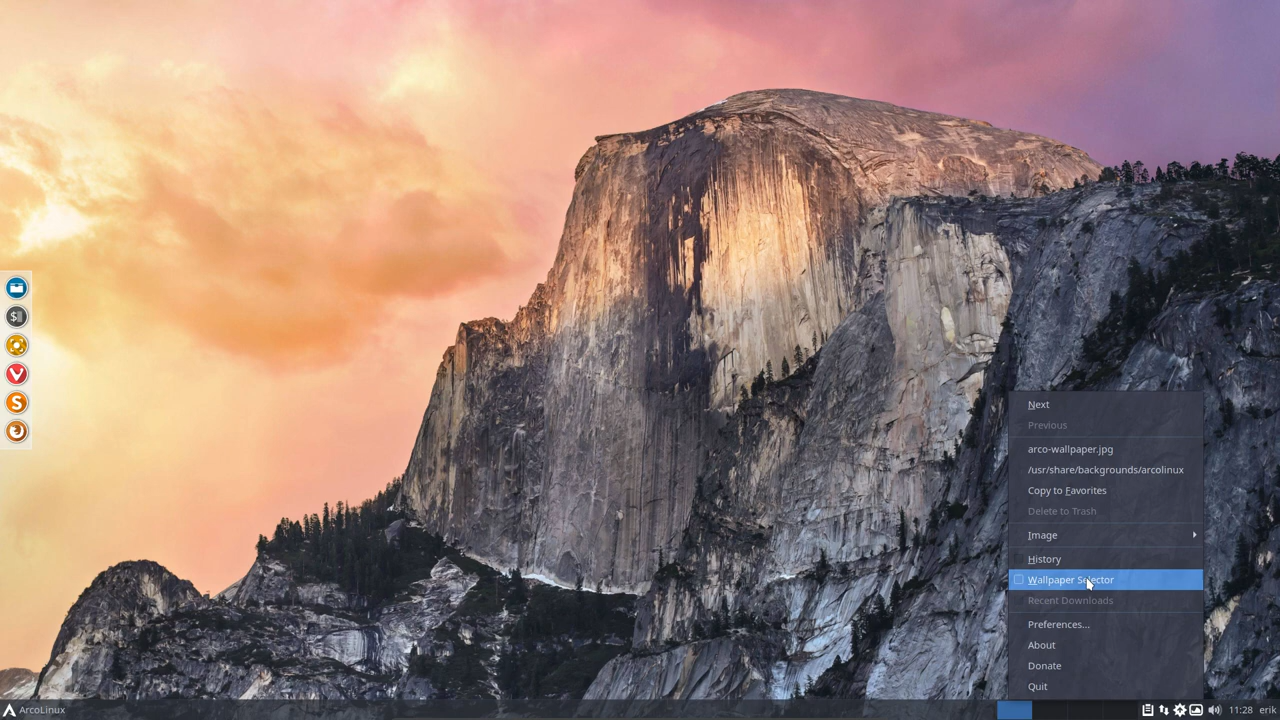 Next
Previous
arco-wallpaper.jpg
/usr/share/backgrounds/arcolinux
Copy to Favorites
Delete to Trash
Image
History
Wallpaper Selector
Recent Downloads
Preferences...
About
Donate
Quit
ArcoLinux
11:28 erik